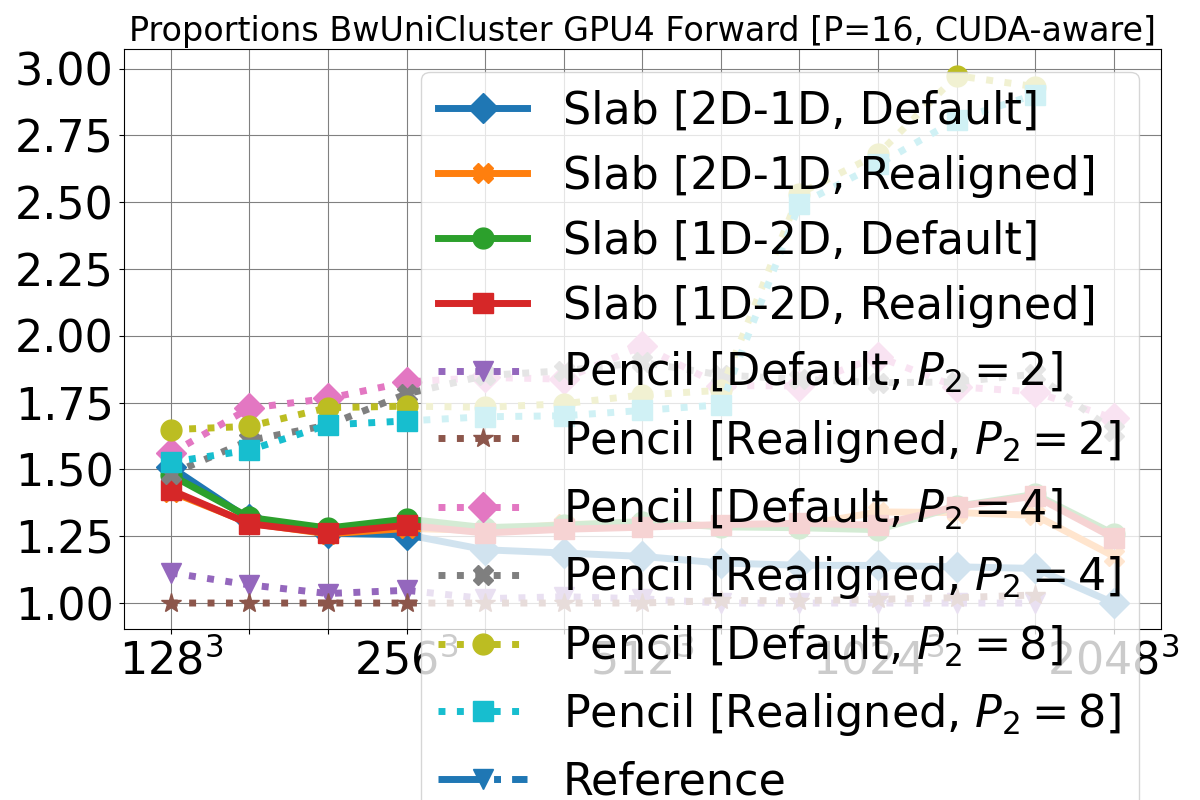 Proportions BwUniCluster GPU4 Forward [P=16, CUDA-aware]
3.00
2.75
2.50
2.25
2.00
1.75
1.50
1.25
1.00
128³
256³
512³
1024³
2048³
Slab [2D-1D, Default]
Slab [2D-1D, Realigned]
Slab [1D-2D, Default]
Slab [1D-2D, Realigned]
Pencil [Default, P₂ = 2]
Pencil [Realigned, P₂ = 2]
Pencil [Default, P₂ = 4]
Pencil [Realigned, P₂ = 4]
Pencil [Default, P₂ = 8]
Pencil [Realigned, P₂ = 8]
Reference